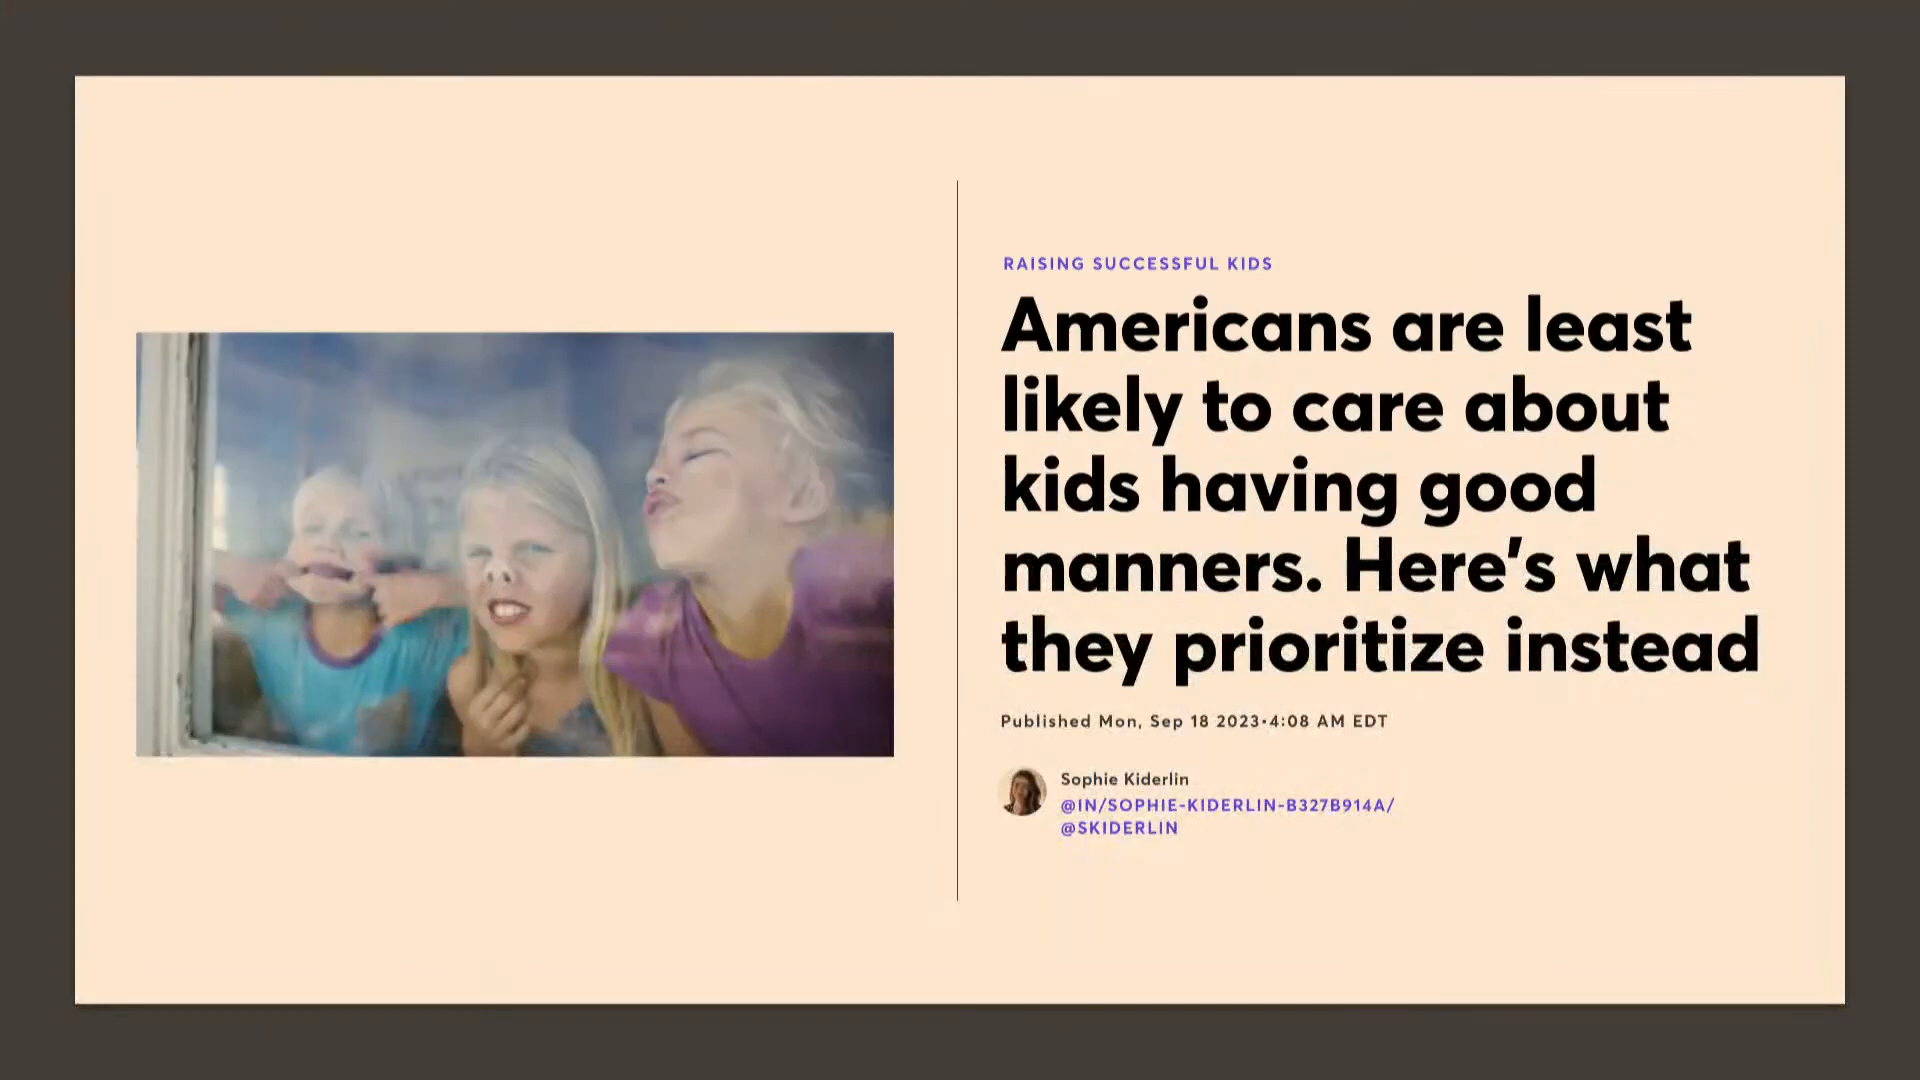 RAISING SUCCESSFUL KIDS
Americans are least
likely to care about
kids having good
manners. Here's what
they prioritize instead
Published Mon, Sep 18 2023•4:08 AM EDT
Sophie Kiderlin
@IN/SOPHIE-KIDERLIN-B327B914A/
@SKIDERLIN